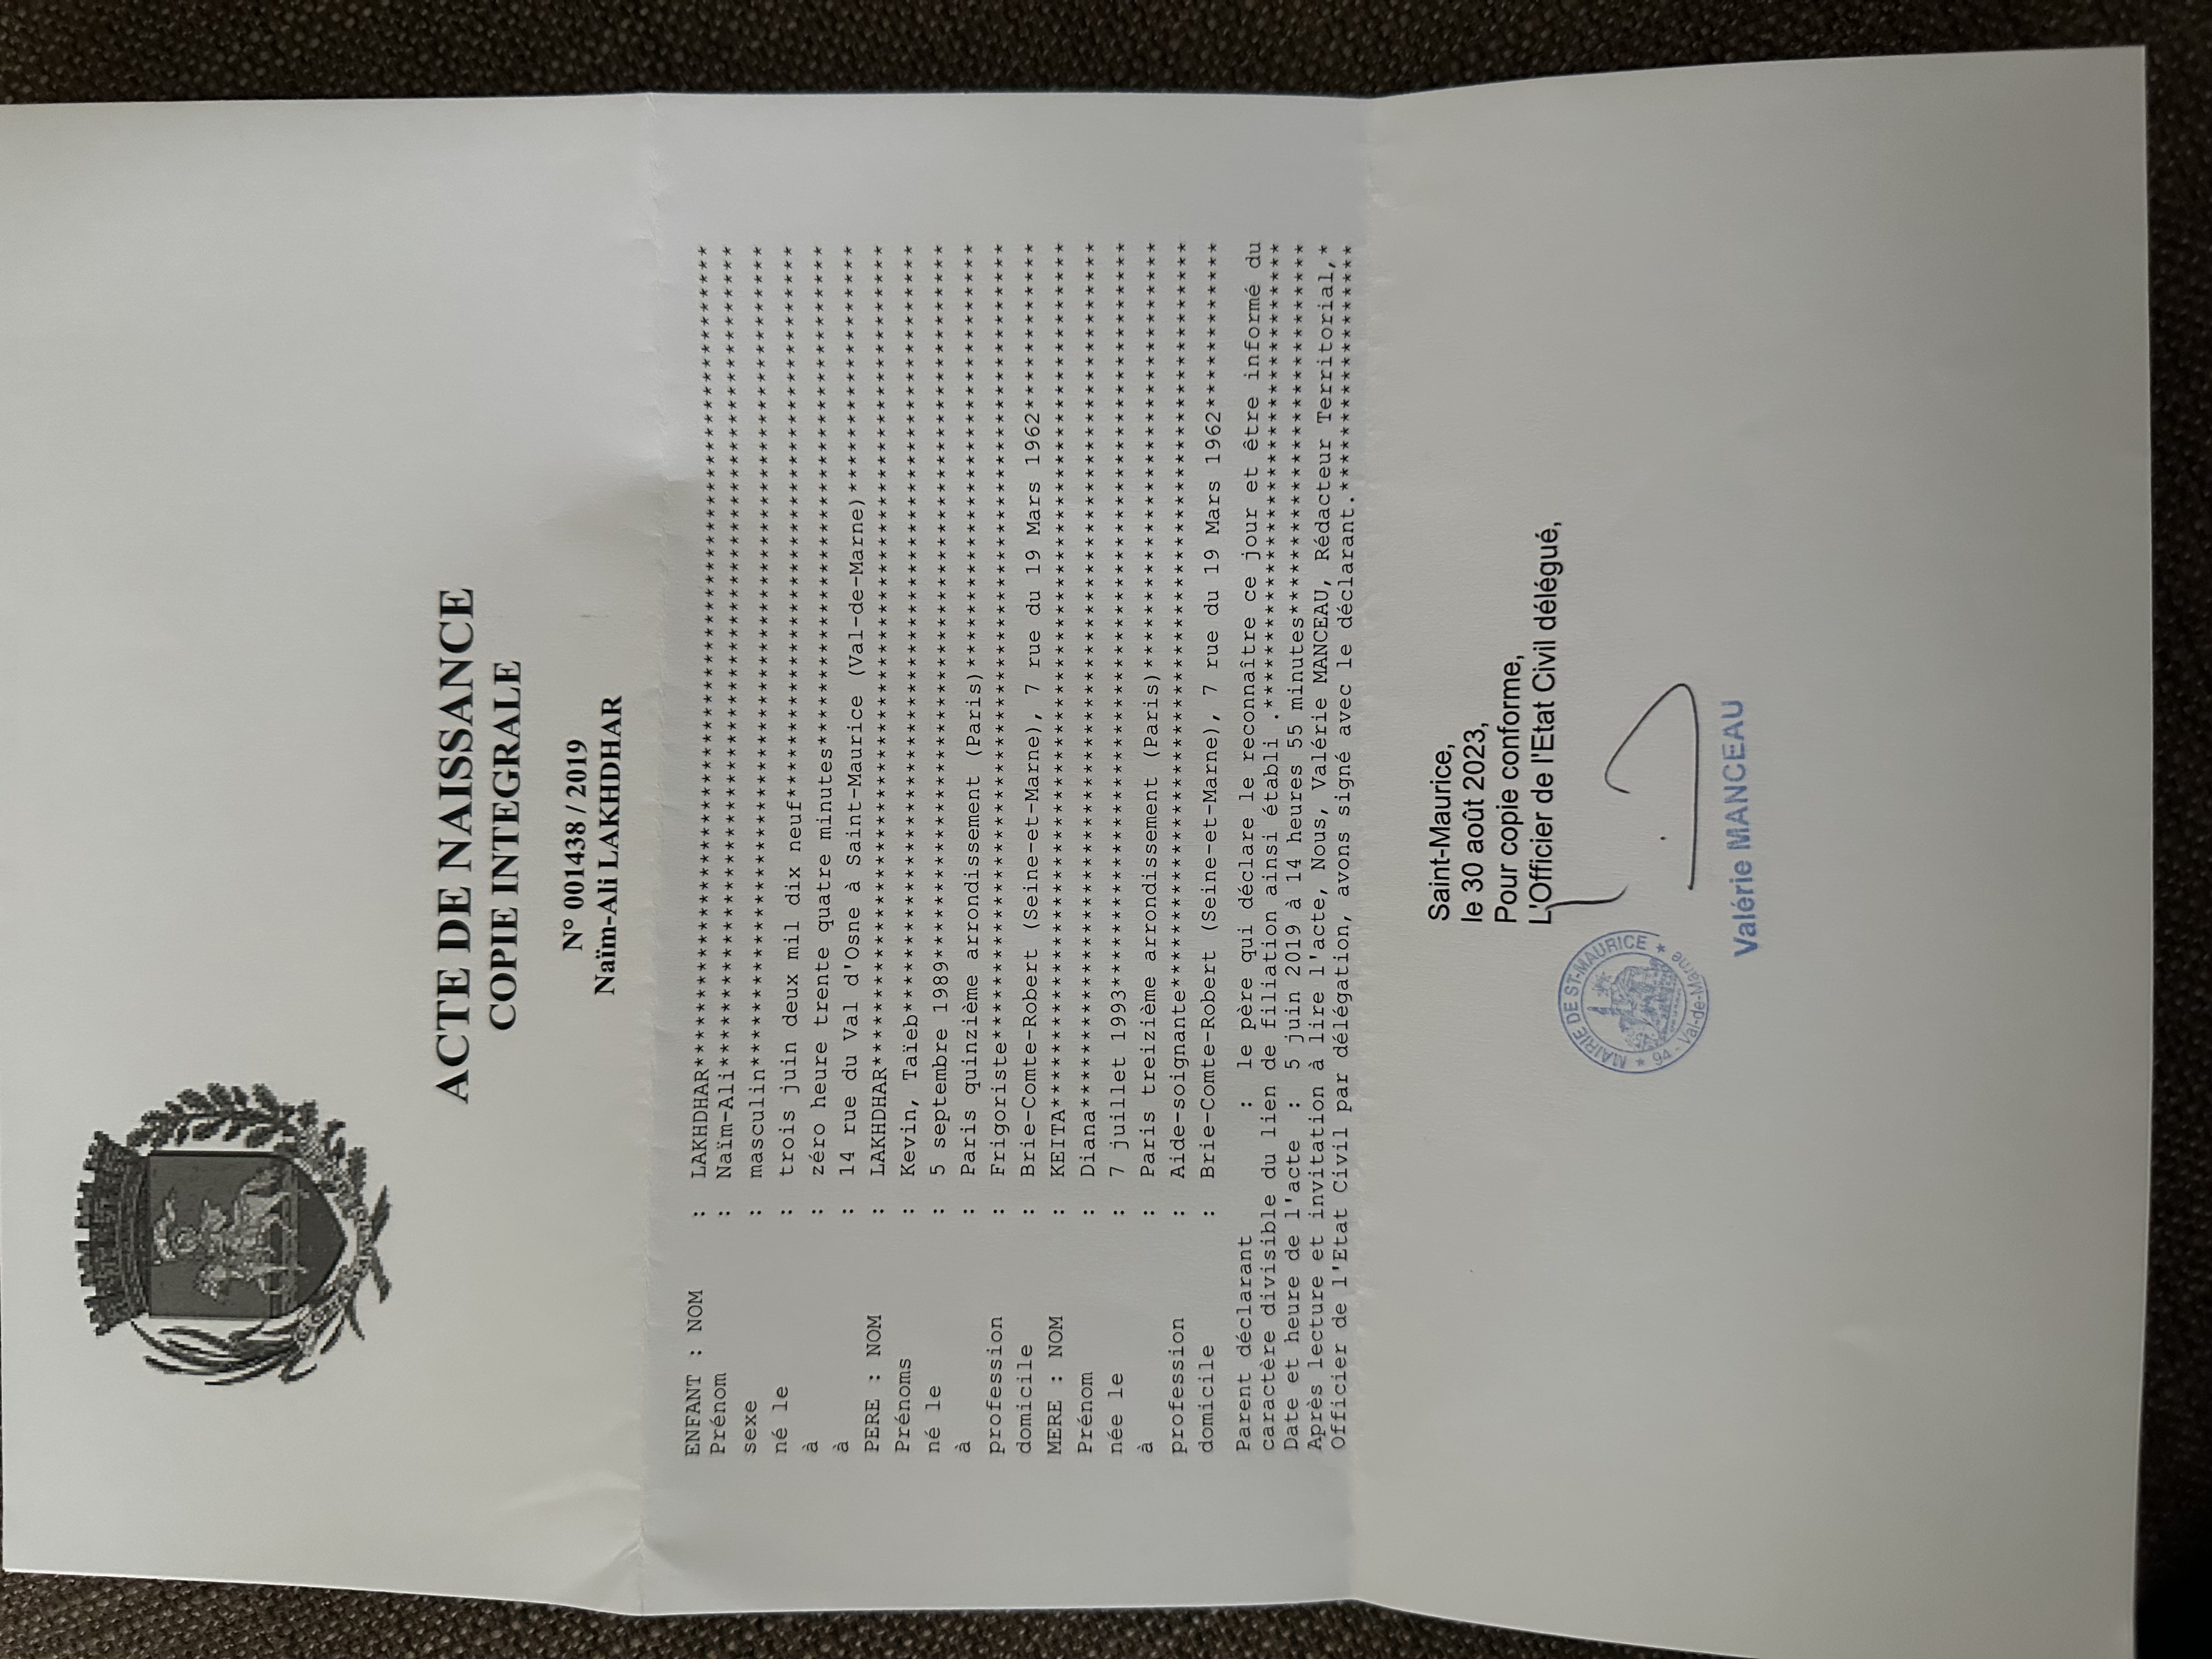 ACTE DE NAISSANCE
COPIE INTEGRALE
N° 001438 / 2019
Naïm-Ali LAKHDHAR
ENFANT : NOM : LAKHDHAR****************************************************
Prénom : Naïm-Ali****************************************************
sexe : masculin****************************************************
né le : trois juin deux mil dix neuf************************************
à : zéro heure trente quatre minutes************************************
à : 14 rue du Val d'Osne à Saint-Maurice (Val-de-Marne)****************
PERE : NOM : LAKHDHAR****************************************************
Prénoms : Kevin, Taïeb************************************************
né le : 5 septembre 1989**********************************************
à : Paris quinzième arrondissement (Paris)****************************
profession : Frigoriste**************************************************
domicile : Brie-Comte-Robert (Seine-et-Marne), 7 rue du 19 Mars 1962***********
MERE : NOM : KEITA******************************************************
Prénom : Diana******************************************************
née le : 7 juillet 1993************************************************
à : Paris treizième arrondissement (Paris)****************************
profession : Aide-soignante**********************************************
domicile : Brie-Comte-Robert (Seine-et-Marne), 7 rue du 19 Mars 1962***********
Parent déclarant : le père qui déclare le reconnaître ce jour et être informé du
caractère divisible du lien de filiation ainsi établi.******************************
Date et heure de l'acte : 5 juin 2019 à 14 heures 55 minutes************************
Après lecture et invitation à lire l'acte, Nous, Valérie MANCEAU, Rédacteur Territorial,*
Officier de l'Etat Civil par délégation, avons signé avec le déclarant.****************
Saint-Maurice,
le 30 août 2023,
Pour copie conforme,
L'Officier de l'Etat Civil délégué,
MAIRIE DE ST-MAURICE
* 94 - Val-de-Marne *
Valérie MANCEAU